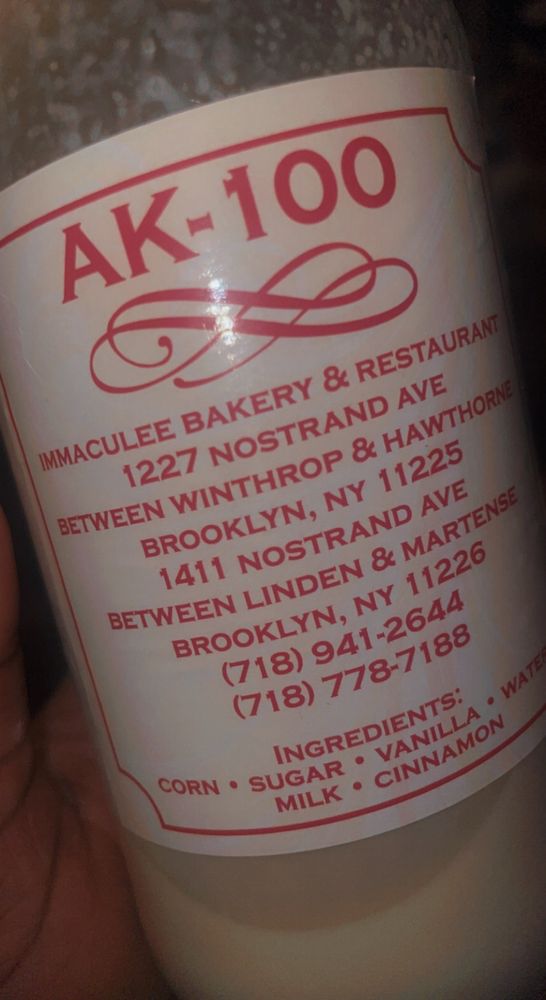 AK-100
IMMACULEE BAKERY & RESTAURANT
1227 NOSTRAND AVE
BETWEEN WINTHROP & HAWTHORNE
BROOKLYN, NY 11225
1411 NOSTRAND AVE
BETWEEN LINDEN & MARTENSE
BROOKLYN, NY 11226
(718) 941-2644
(718) 778-7188
INGREDIENTS:
CORN • SUGAR • VANILLA • WATER
MILK • CINNAMON